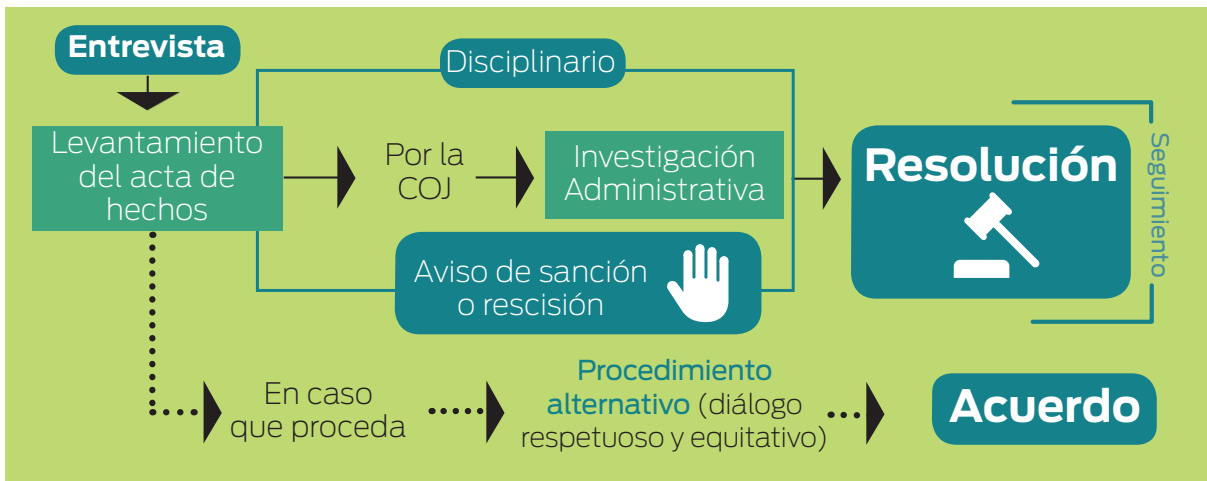 Entrevista
Disciplinario
Levantamiento
del acta de
hechos
Por la
COJ
Investigación
Administrativa
Aviso de sanción
o rescisión
Resolución
Seguimiento
En caso
que proceda
Procedimiento
alternativo (diálogo
respetuoso y equitativo)
Acuerdo